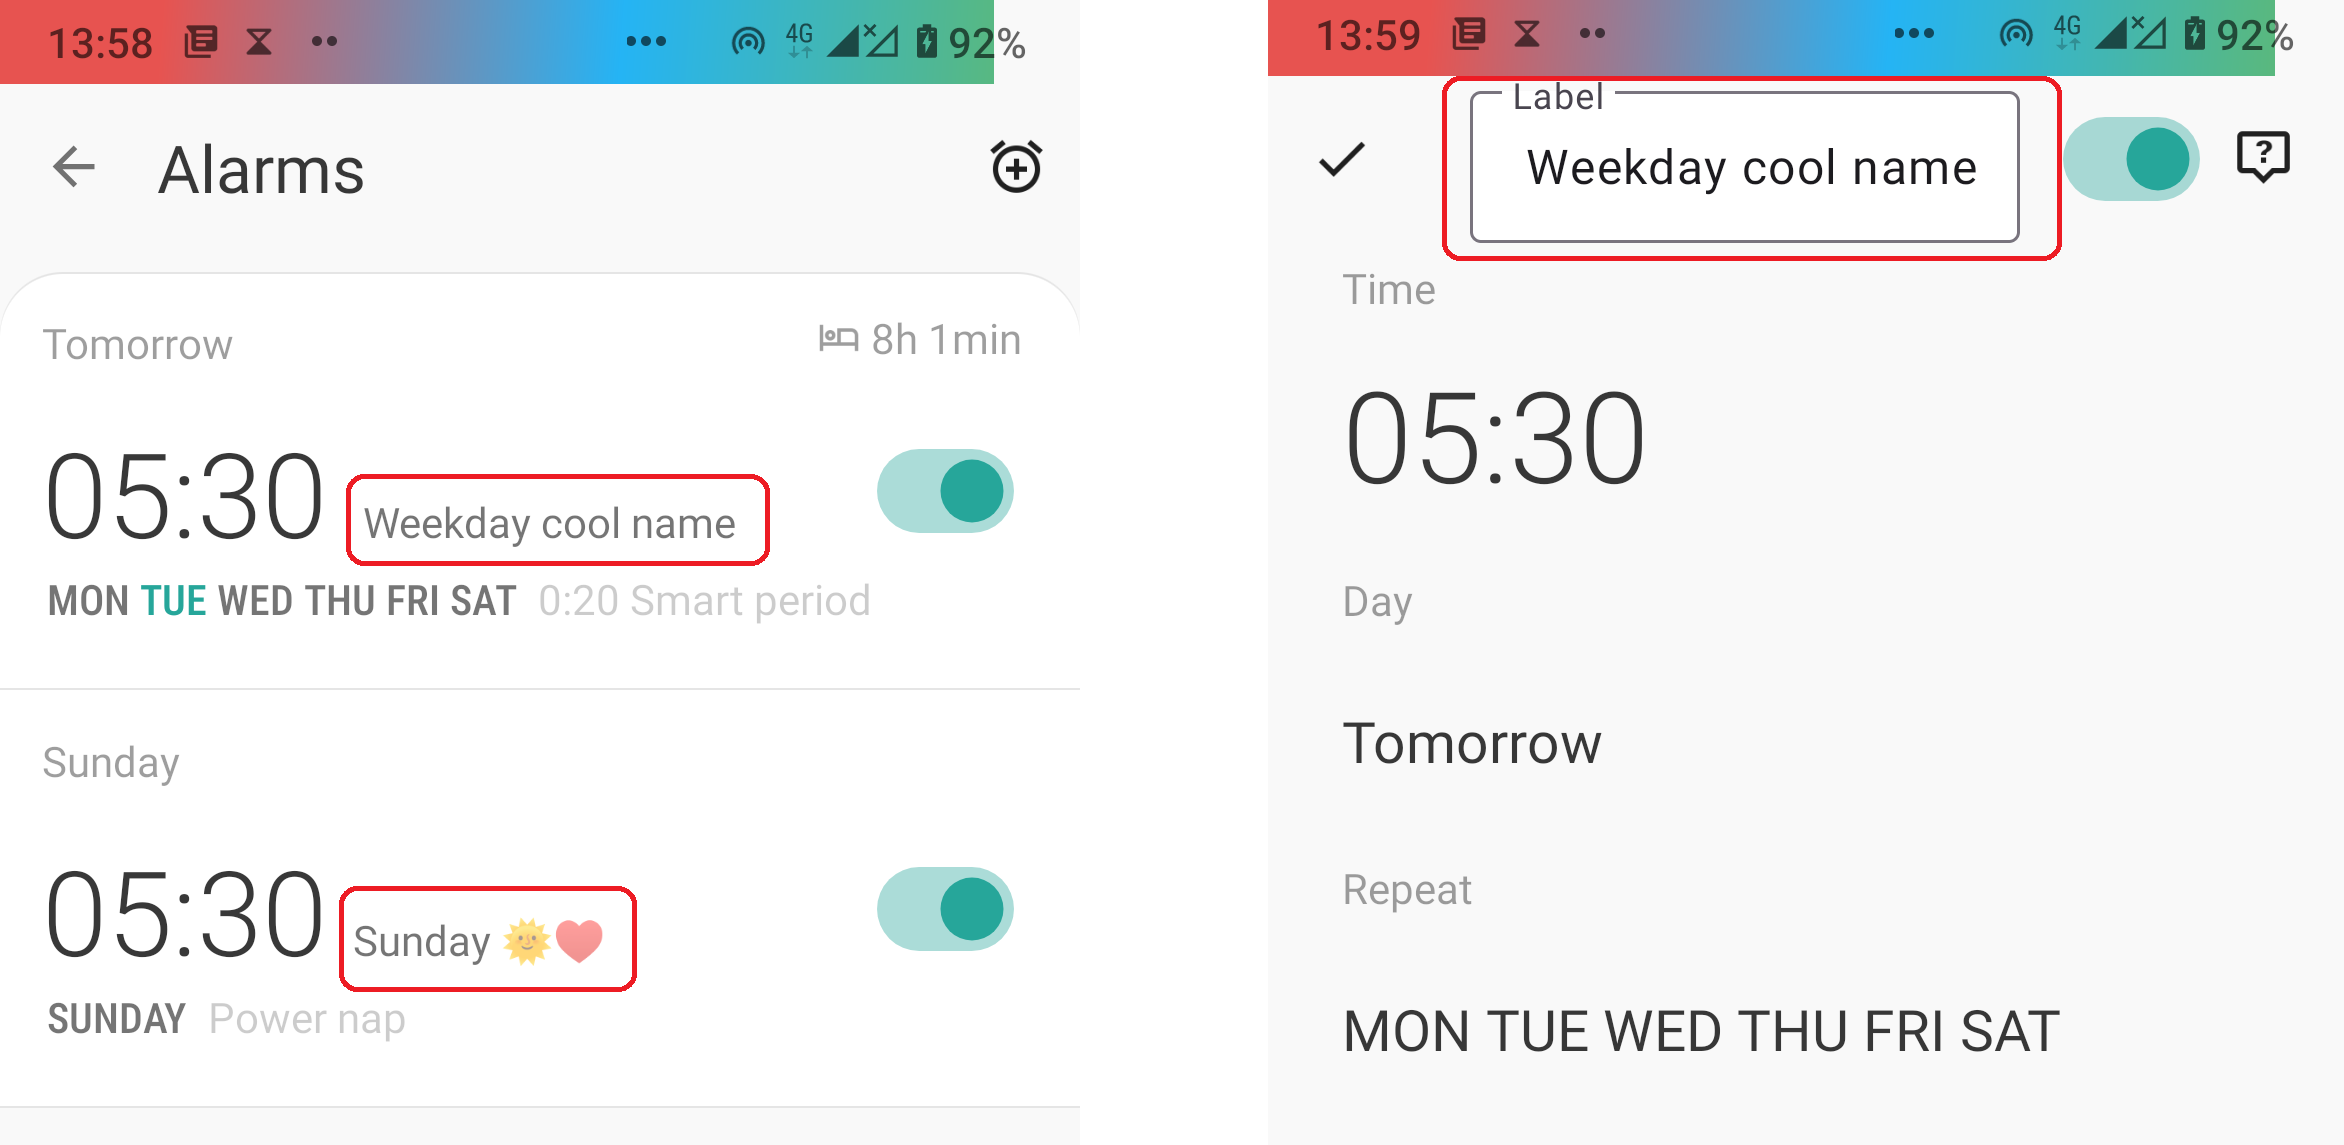 13:58
4G
92%
Alarms
Tomorrow
8h 1min
05:30 Weekday cool name
MON TUE WED THU FRI SAT 0:20 Smart period
Sunday
05:30 Sunday 🌞❤️
SUNDAY Power nap
13:59
4G
92%
Label
Weekday cool name
?
Time
05:30
Day
Tomorrow
Repeat
MON TUE WED THU FRI SAT